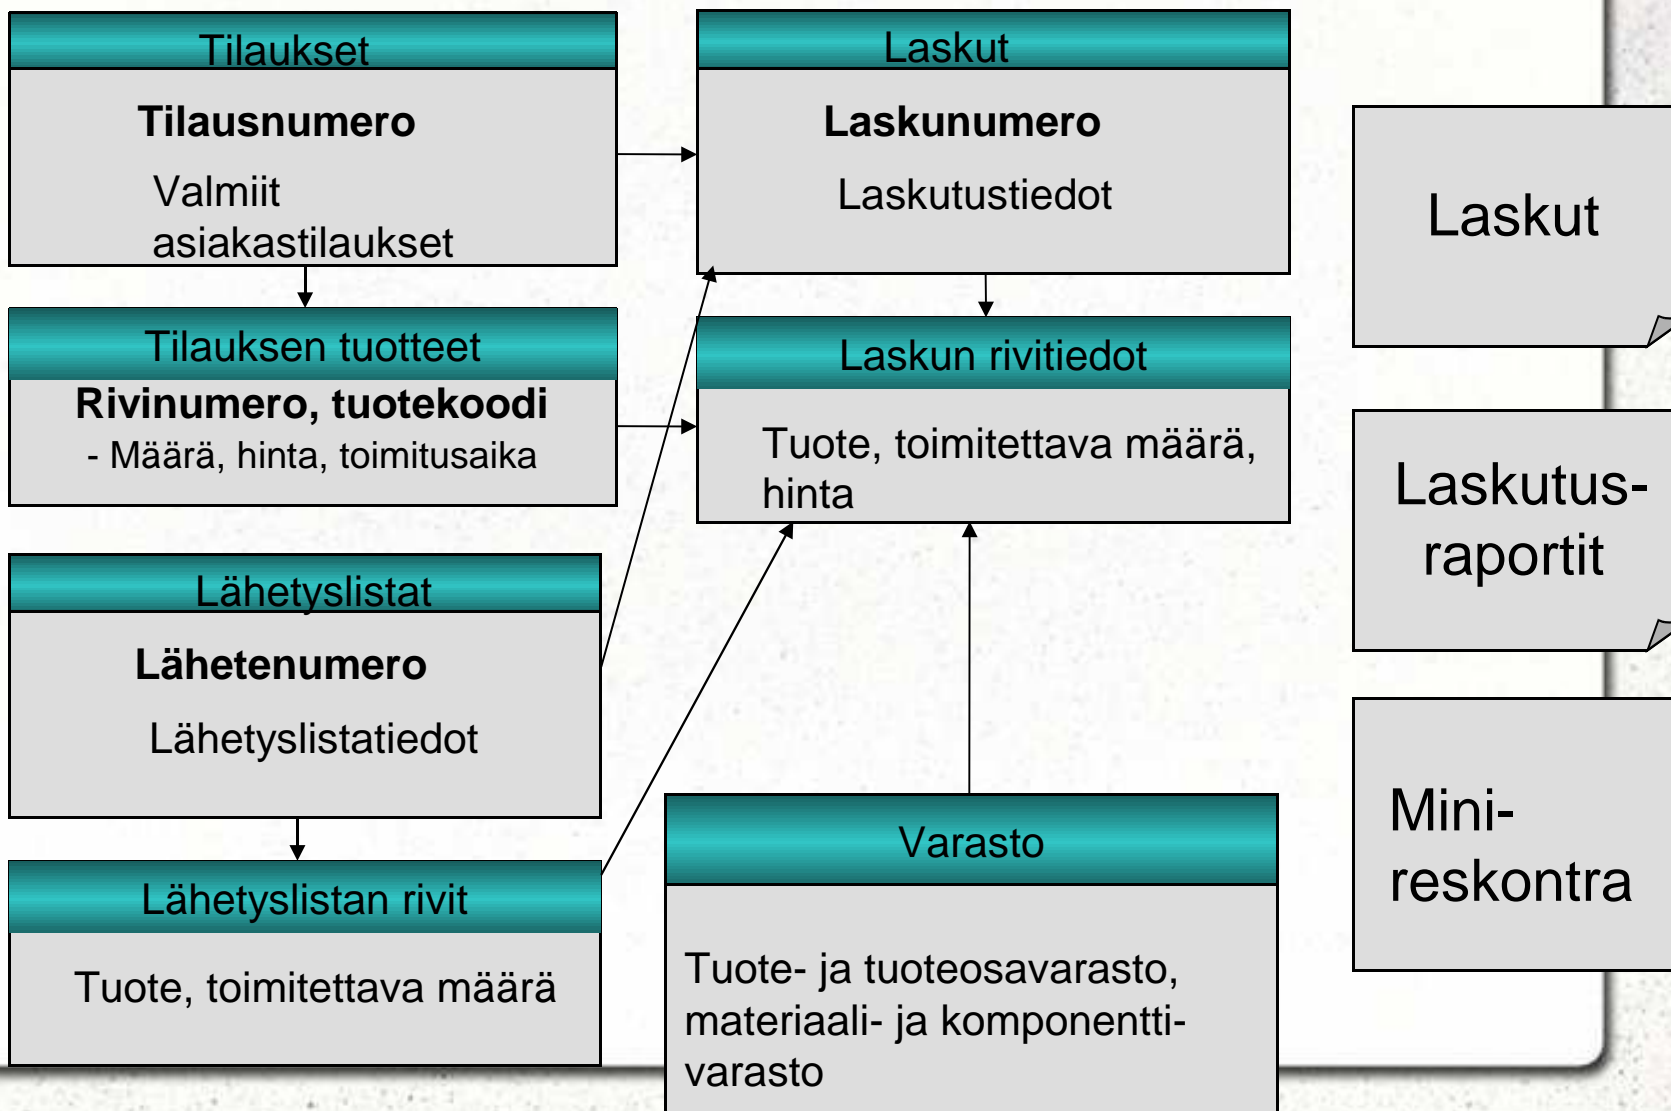 Tilaukset
Tilausnumero
Valmiit
asiakastilaukset
Tilauksen tuotteet
Rivinumero, tuotekoodi
- Määrä, hinta, toimitusaika
Lähetyslistat
Lähetenumero
Lähetyslistatiedot
Lähetyslistan rivit
Tuote, toimitettava määrä
Laskut
Laskunumero
Laskutustiedot
Laskun rivitiedot
Tuote, toimitettava määrä,
hinta
Varasto
Tuote- ja tuoteosavarasto,
materiaali- ja komponentti-
varasto
Laskut
Laskutus-
raportit
Mini-
reskontra